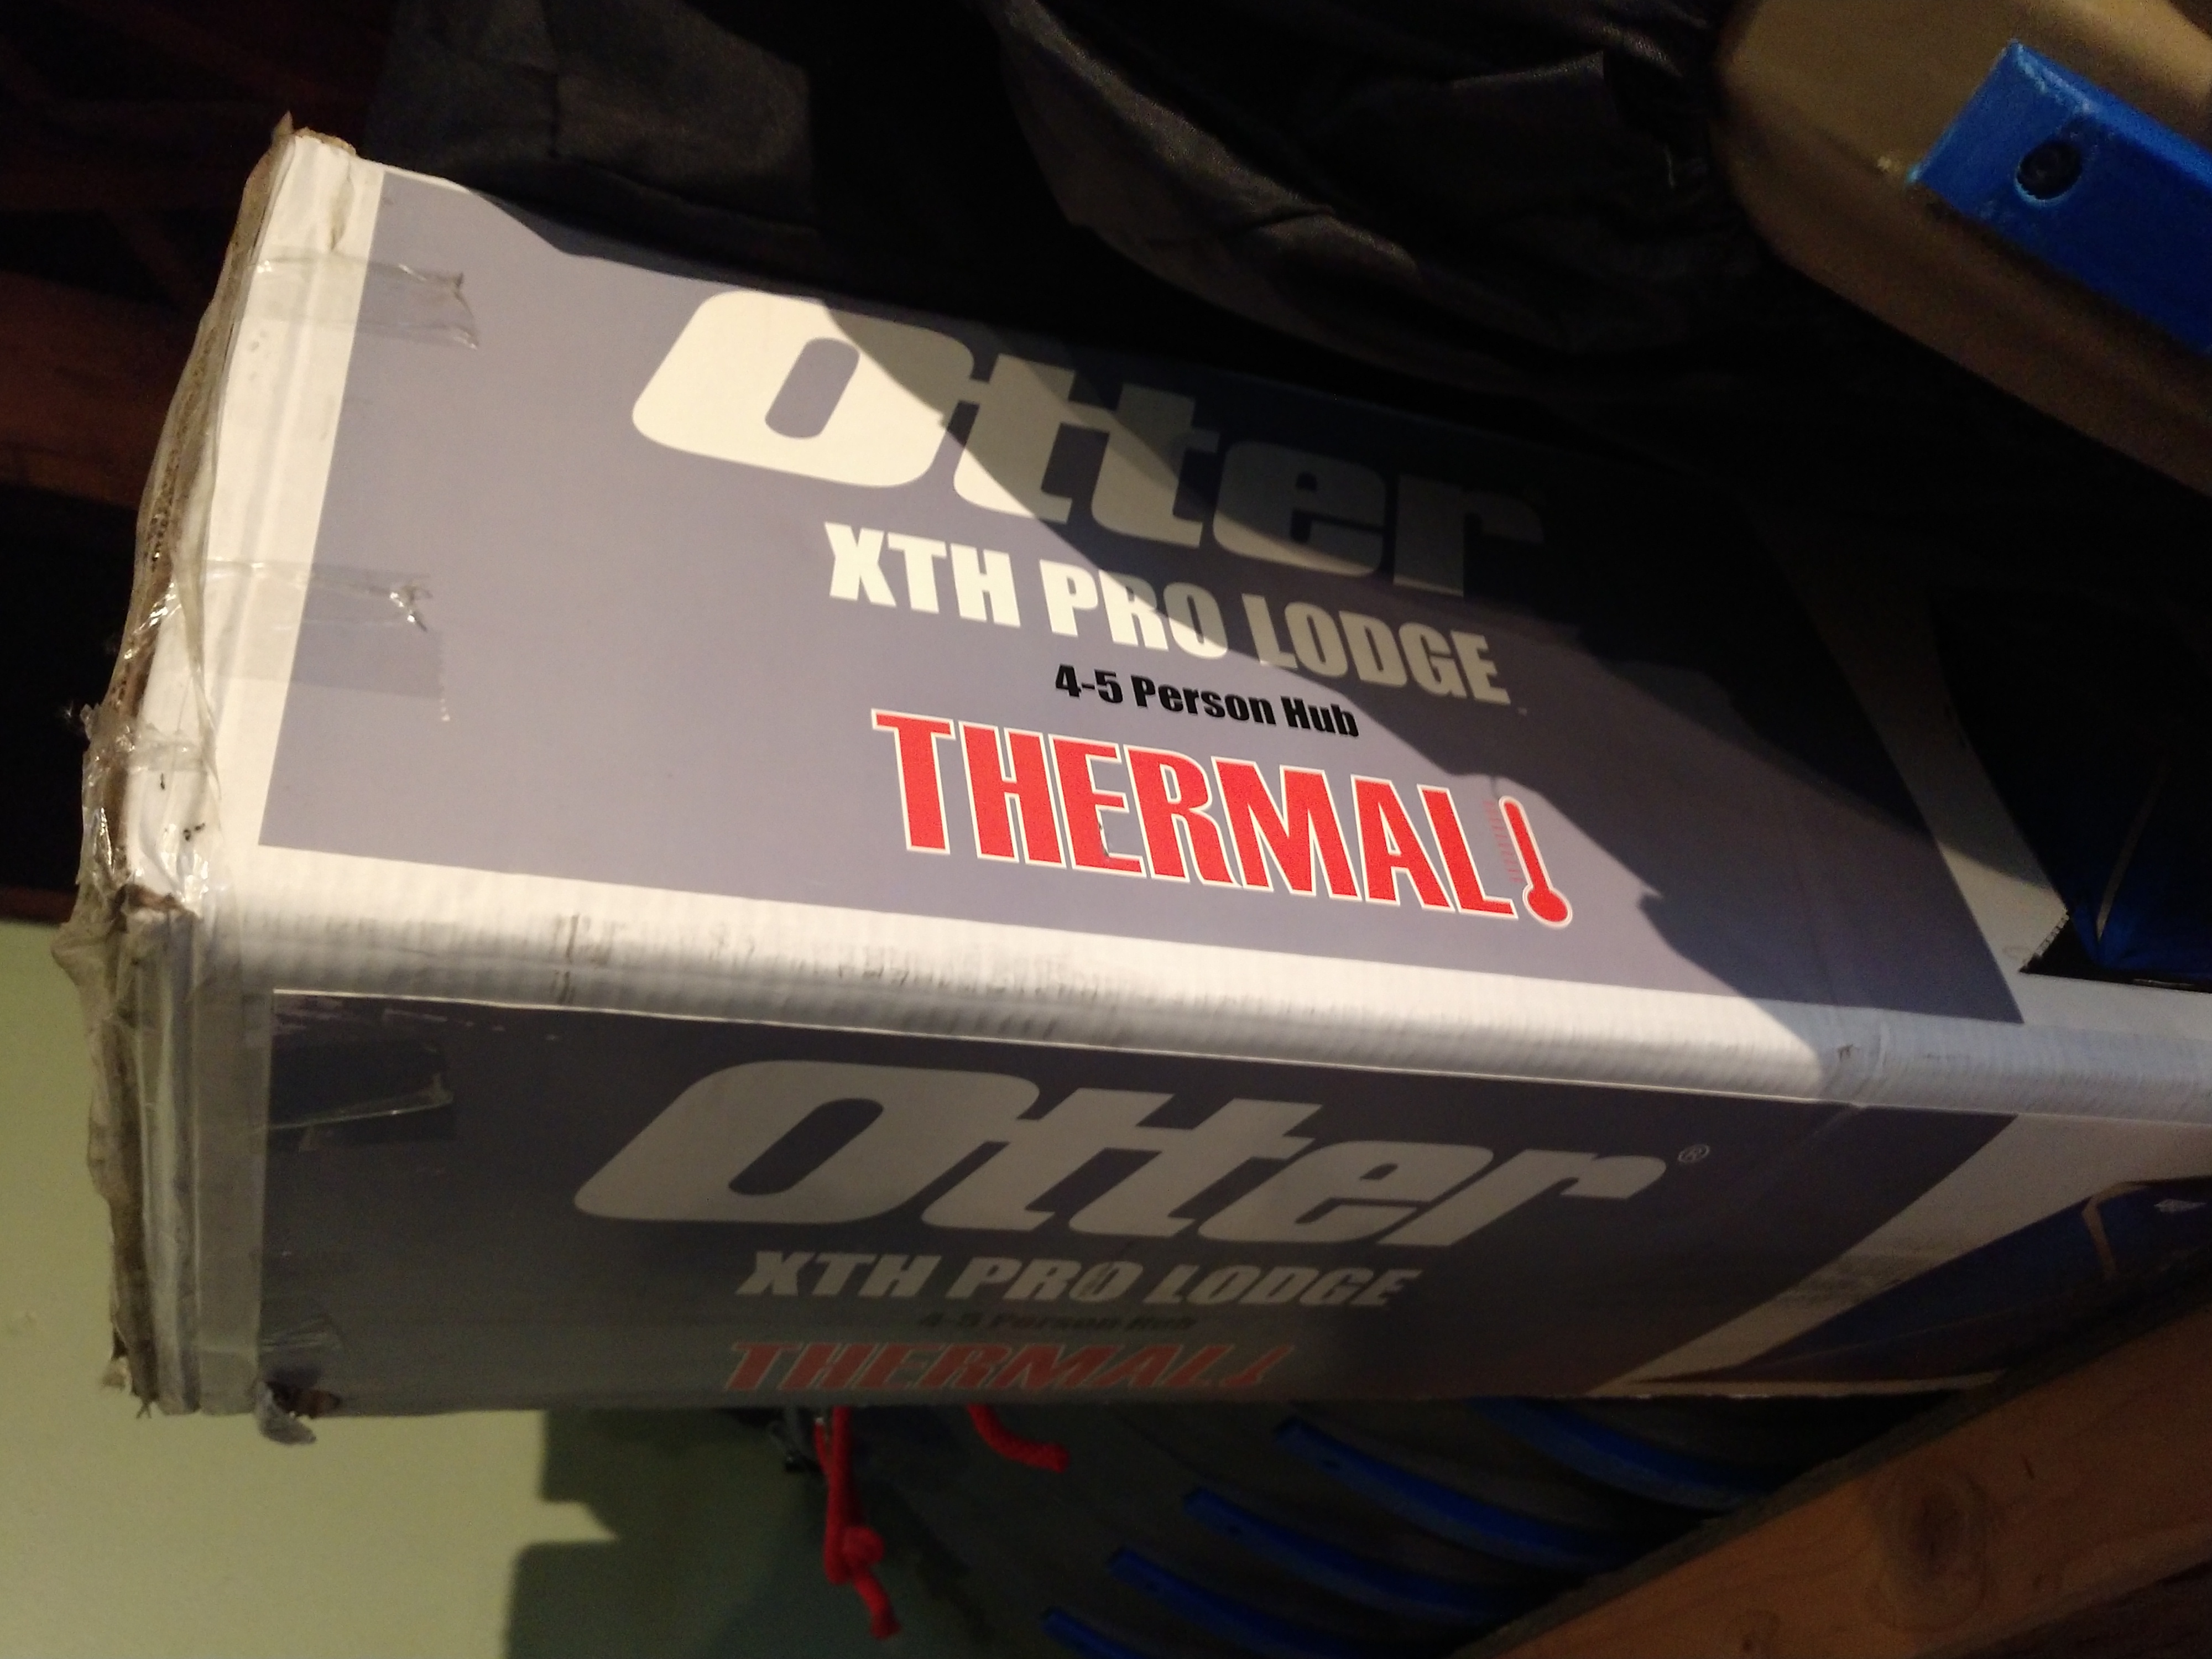 Otter
XTH PRO LODGE
4-5 Person Hub
THERMAL
Otter®
XTH PRO LODGE
4-5 Person Hub
THERMAL